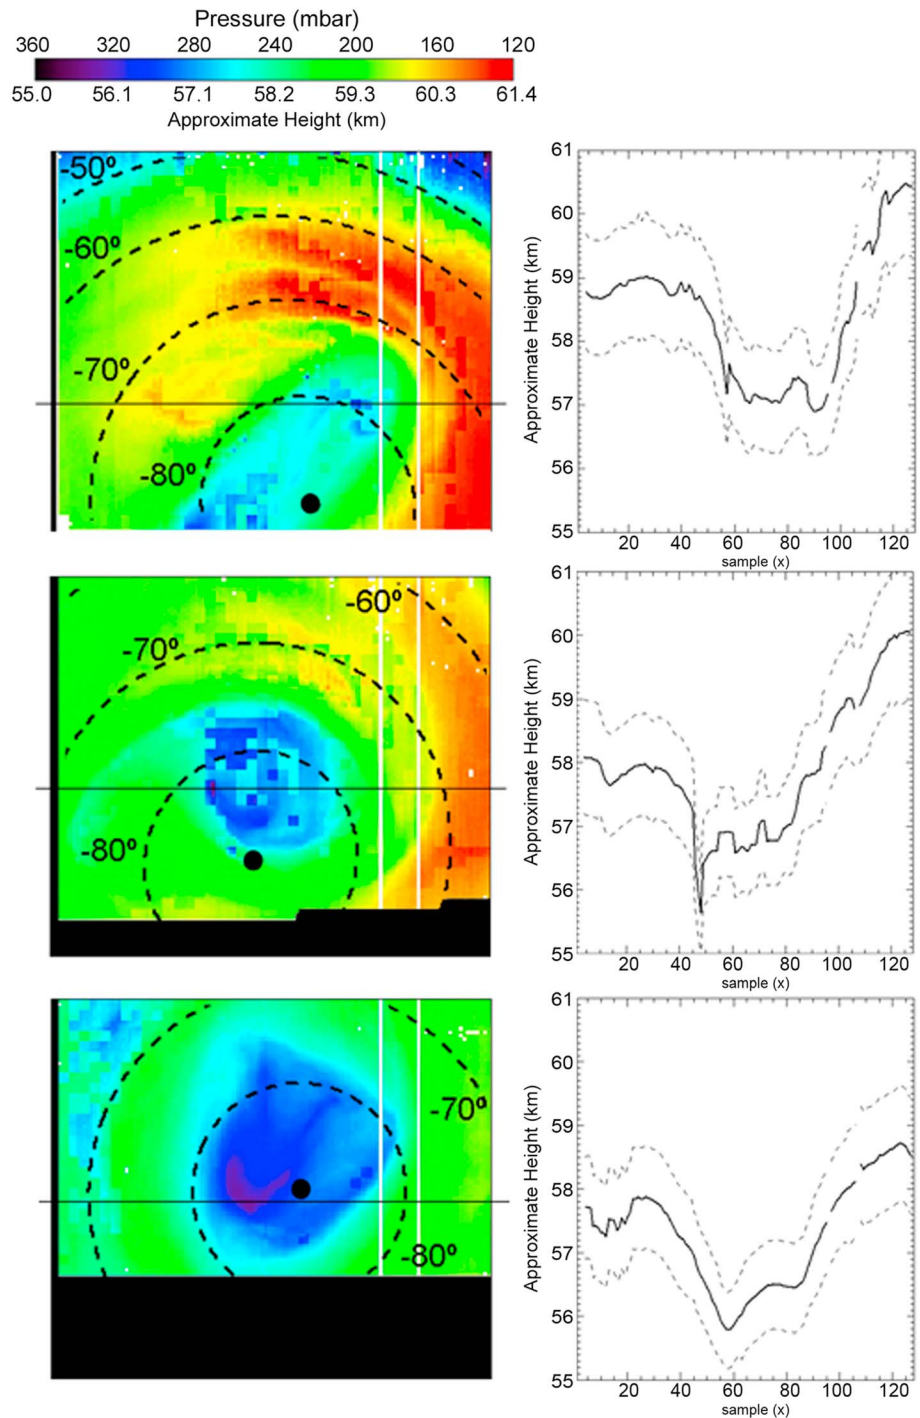 Pressure (mbar)
360 320 280 240 200 160 120
55.0 56.1 57.1 58.2 59.3 60.3 61.4
Approximate Height (km)
-50º
-60º
-70º
-80º
61
60
59
58
57
56
55
Approximate Height (km)
20 40 60 80 100 120
sample (x)
-60º
-70º
-80º
61
60
59
58
57
56
55
Approximate Height (km)
20 40 60 80 100 120
sample (x)
-70º
-80º
61
60
59
58
57
56
55
Approximate Height (km)
20 40 60 80 100 120
sample (x)